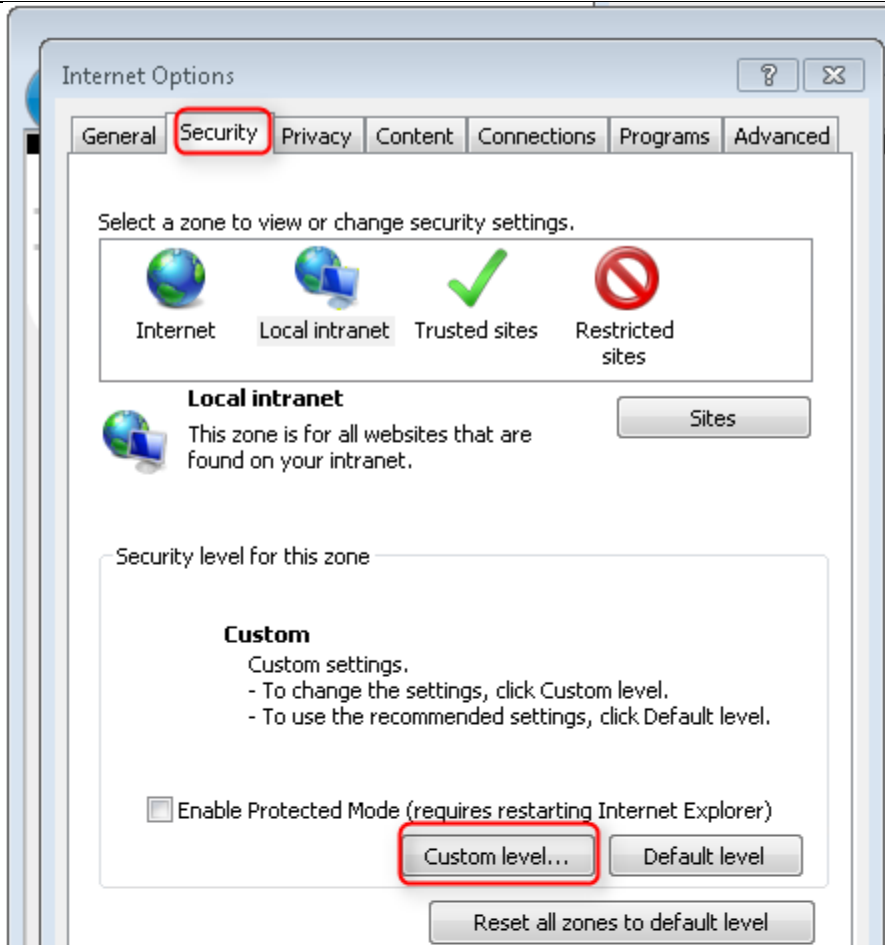 Internet Options
General Security Privacy Content Connections Programs Advanced
Select a zone to view or change security settings.
Internet Local intranet Trusted sites Restricted sites
Local intranet
Sites
This zone is for all websites that are
found on your intranet.
Security level for this zone
Custom
Custom settings.
- To change the settings, click Custom level.
- To use the recommended settings, click Default level.
Enable Protected Mode (requires restarting Internet Explorer)
Custom level... Default level
Reset all zones to default level